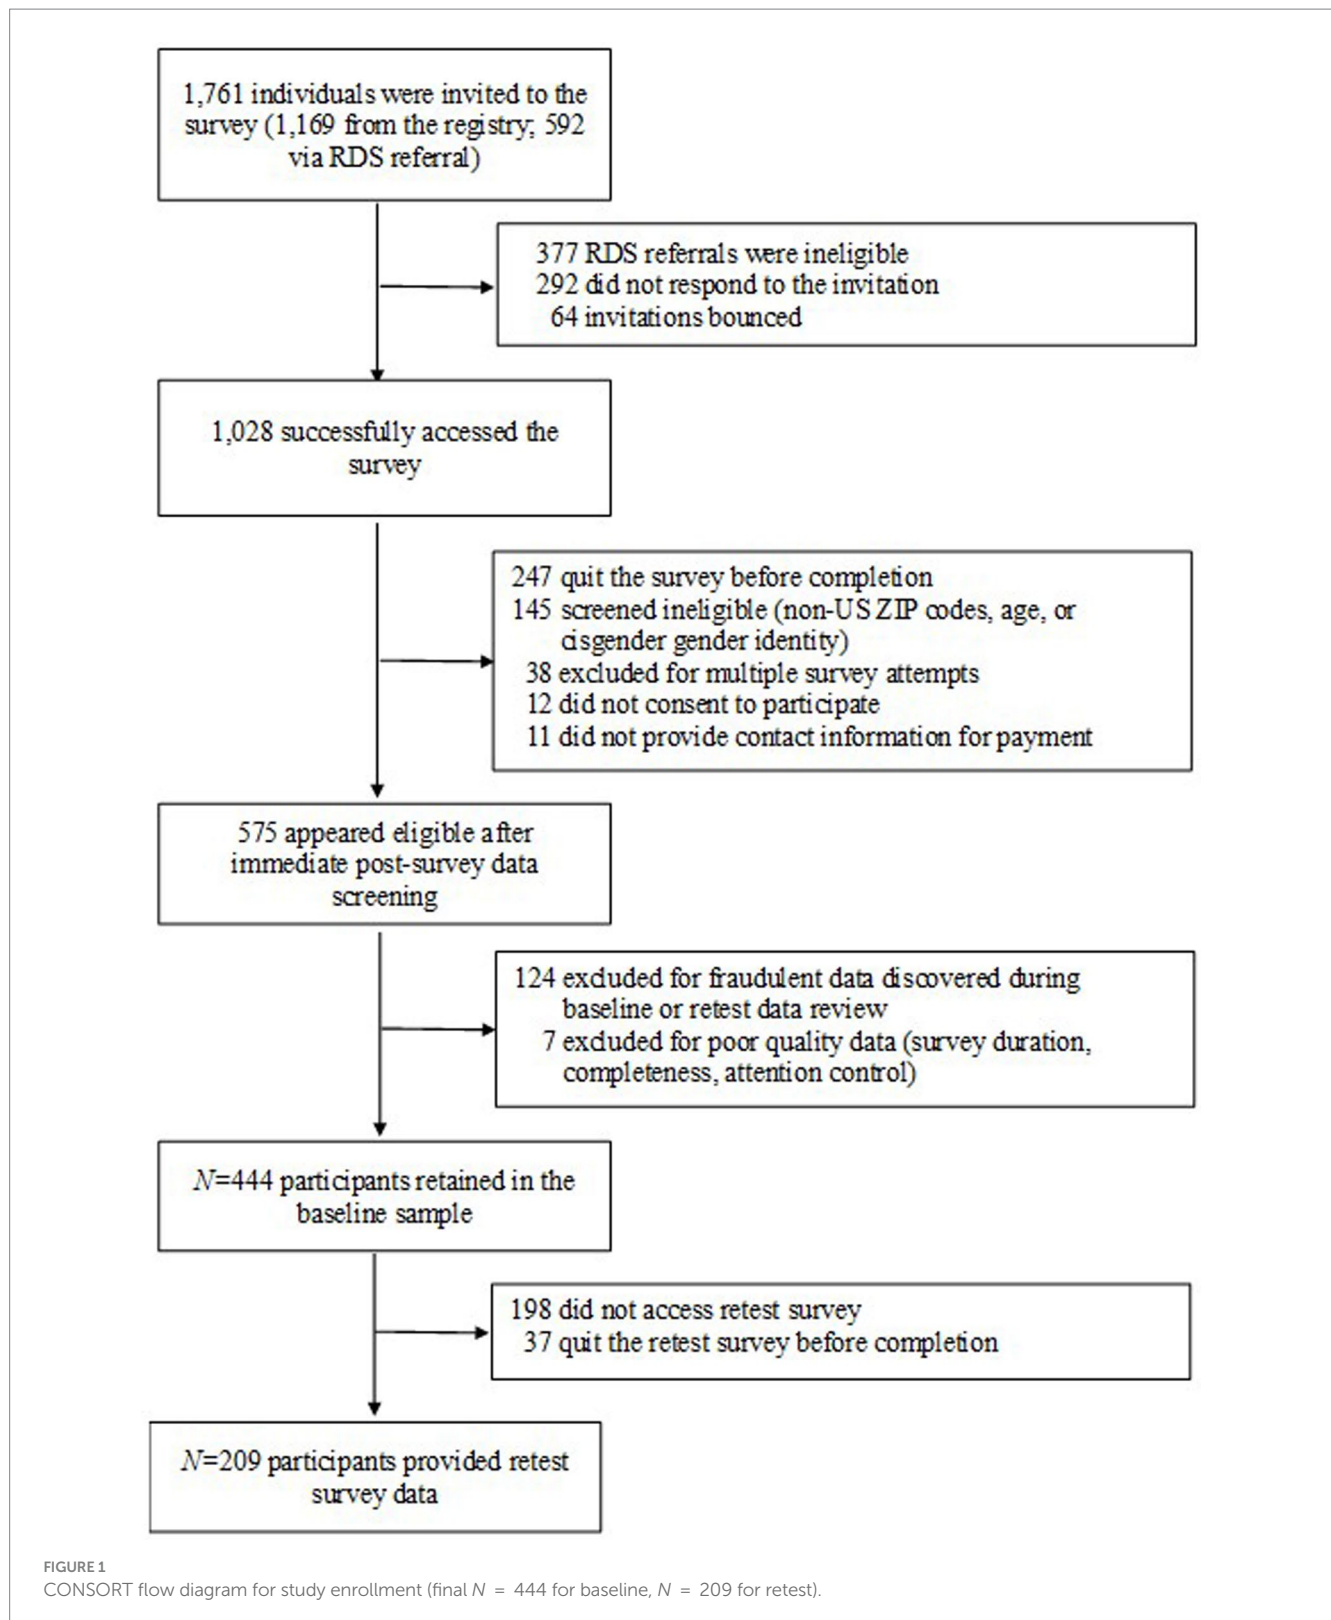 1,761 individuals were invited to the
survey (1,169 from the registry; 592
via RDS referral)
377 RDS referrals were ineligible
292 did not respond to the invitation
64 invitations bounced
1,028 successfully accessed the
survey
247 quit the survey before completion
145 screened ineligible (non-US ZIP codes, age, or
cisgender gender identity)
38 excluded for multiple survey attempts
12 did not consent to participate
11 did not provide contact information for payment
575 appeared eligible after
immediate post-survey data
screening
124 excluded for fraudulent data discovered during
baseline or retest data review
7 excluded for poor quality data (survey duration,
completeness, attention control)
N=444 participants retained in the
baseline sample
198 did not access retest survey
37 quit the retest survey before completion
N=209 participants provided retest
survey data
FIGURE 1
CONSORT flow diagram for study enrollment (final N = 444 for baseline, N = 209 for retest).